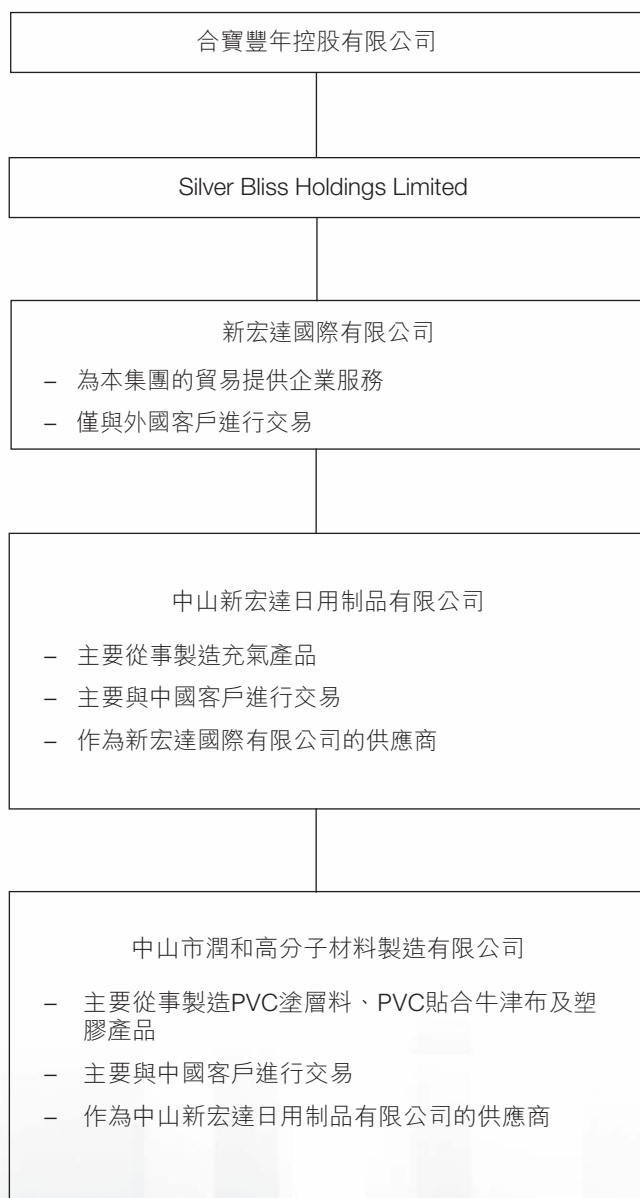 合寶豐年控股有限公司
Silver Bliss Holdings Limited
新宏達國際有限公司
– 為本集團的貿易提供企業服務
– 僅與外國客戶進行交易
中山新宏達日用制品有限公司
– 主要從事製造充氣產品
– 主要與中國客戶進行交易
– 作為新宏達國際有限公司的供應商
中山市潤和高分子材料製造有限公司
– 主要從事製造PVC塗層料、PVC貼合牛津布及塑
膠產品
– 主要與中國客戶進行交易
– 作為中山新宏達日用制品有限公司的供應商